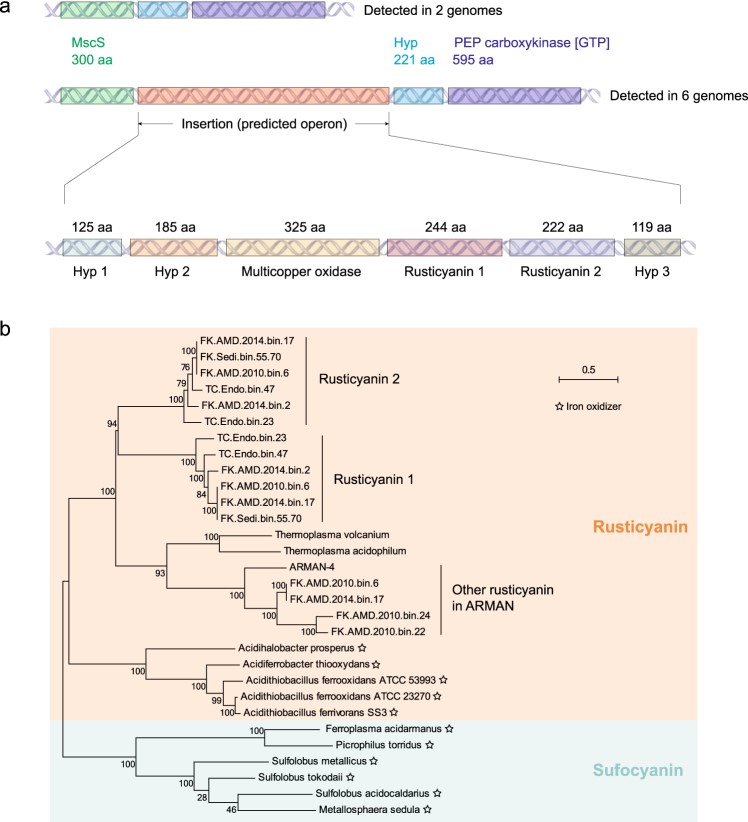 a
Detected in 2 genomes
MscS
300 aa
Hyp
221 aa
PEP carboxykinase [GTP]
595 aa
Detected in 6 genomes
Insertion (predicted operon)
125 aa 185 aa 325 aa 244 aa 222 aa 119 aa
Hyp 1 Hyp 2 Multicopper oxidase Rusticyanin 1 Rusticyanin 2 Hyp 3
b
FK.AMD.2014.bin.17
100
FK.Sedi.bin.55.70
76
FK.AMD.2010.bin.6
79
TC.Endo.bin.47
100
FK.AMD.2014.bin.2
TC.Endo.bin.23
Rusticyanin 2
0.5
☆ Iron oxidizer
94
TC.Endo.bin.23
100
TC.Endo.bin.47
100
FK.AMD.2014.bin.2
84
FK.AMD.2010.bin.6
100
FK.AMD.2014.bin.17
FK.Sedi.bin.55.70
Rusticyanin 1
100
Rusticyanin
100
Thermoplasma volcanium
Thermoplasma acidophilum
93
ARMAN-4
100
FK.AMD.2010.bin.6
100
FK.AMD.2014.bin.17
100
FK.AMD.2010.bin.24
100
FK.AMD.2010.bin.22
Other rusticyanin
in ARMAN
Acidihalobacter prosperus ☆
100
Acidiferrobacter thiooxydans ☆
100
Acidithiobacillus ferrooxidans ATCC 53993 ☆
99
Acidithiobacillus ferrooxidans ATCC 23270 ☆
100
Acidithiobacillus ferrivorans SS3 ☆
100
Ferroplasma acidarmanus ☆
Picrophilus torridus ☆
100
Sulfolobus metallicus ☆
100
Sulfolobus tokodaii ☆
28
Sulfolobus acidocaldarius ☆
46
Metallosphaera sedula ☆
Sufocyanin